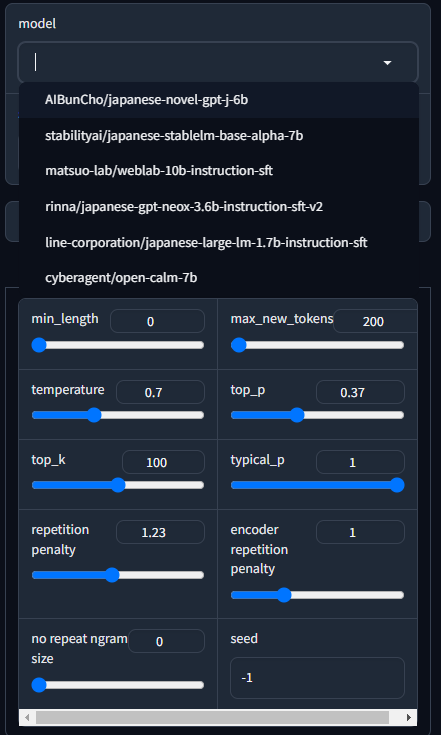 model
AIBunCho/japanese-novel-gpt-j-6b
stabilityai/japanese-stablelm-base-alpha-7b
matsuo-lab/weblab-10b-instruction-sft
rinna/japanese-gpt-neox-3.6b-instruction-sft-v2
line-corporation/japanese-large-lm-1.7b-instruction-sft
cyberagent/open-calm-7b
min_length 0
max_new_tokens 200
temperature 0.7
top_p 0.37
top_k 100
typical_p 1
repetition 1.23
penalty
encoder 1
repetition
penalty
no repeat ngram 0
size
seed
-1